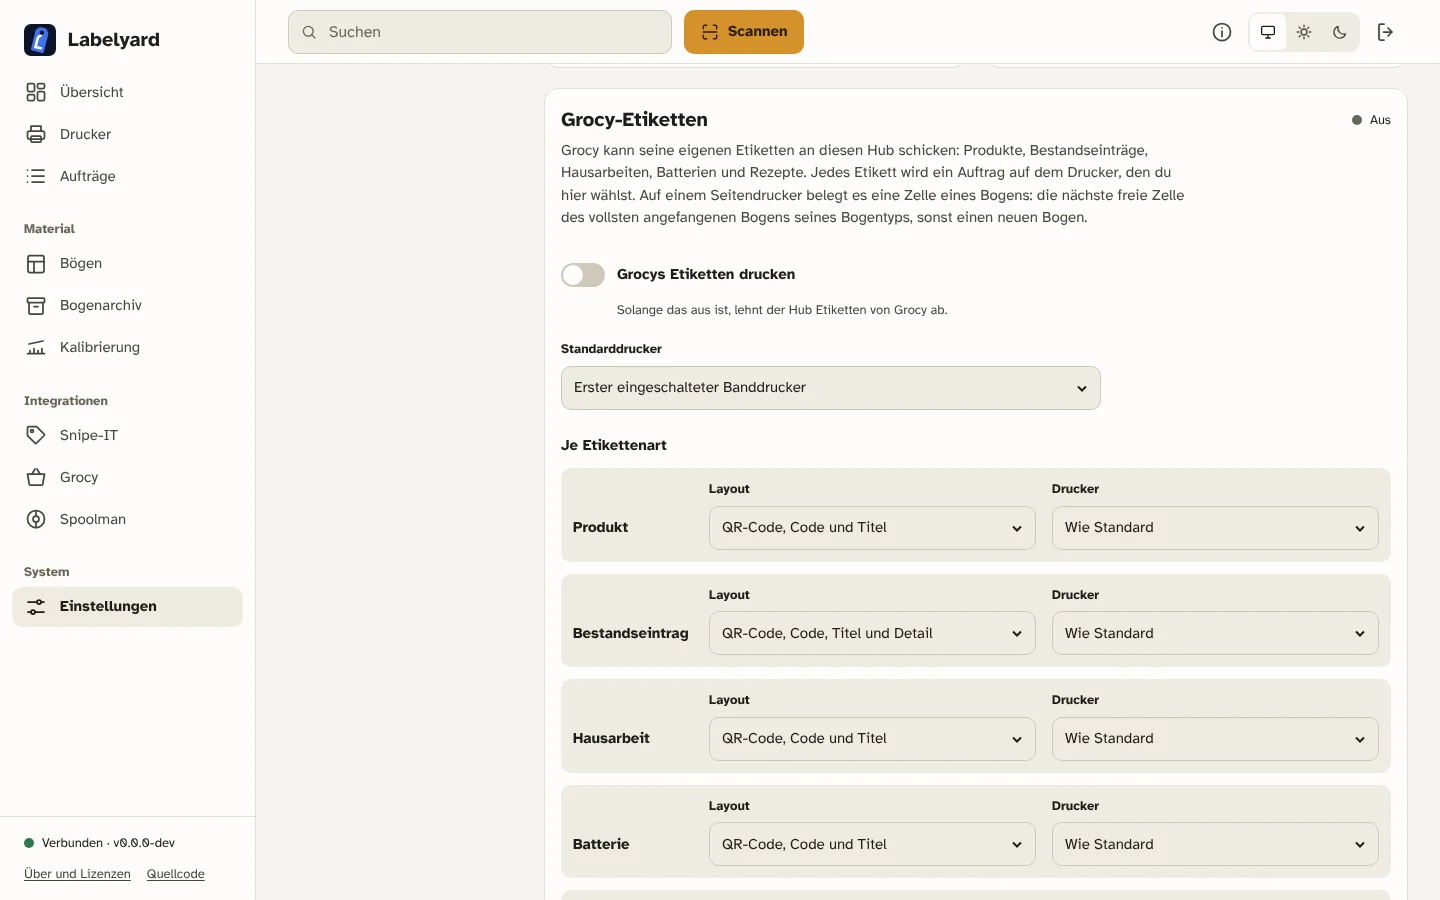 Labelyard
Suchen
Scannen
Übersicht
Drucker
Aufträge
Material
Bögen
Bogenarchiv
Kalibrierung
Integrationen
Snipe-IT
Grocy
Spoolman
System
Einstellungen
Verbunden · v0.0.0-dev
Über und Lizenzen
Quellcode
Grocy-Etiketten
Aus
Grocy kann seine eigenen Etiketten an diesen Hub schicken: Produkte, Bestandseinträge,
Hausarbeiten, Batterien und Rezepte. Jedes Etikett wird ein Auftrag auf dem Drucker, den du
hier wählst. Auf einem Seitendrucker belegt es eine Zelle eines Bogens: die nächste freie Zelle
des vollsten angefangenen Bogens seines Bogentyps, sonst einen neuen Bogen.
Grocys Etiketten drucken
Solange das aus ist, lehnt der Hub Etiketten von Grocy ab.
Standarddrucker
Erster eingeschalteter Banddrucker
Je Etikettenart
Layout
Drucker
Produkt
QR-Code, Code und Titel
Wie Standard
Layout
Drucker
Bestandseintrag
QR-Code, Code, Titel und Detail
Wie Standard
Layout
Drucker
Hausarbeit
QR-Code, Code und Titel
Wie Standard
Layout
Drucker
Batterie
QR-Code, Code und Titel
Wie Standard